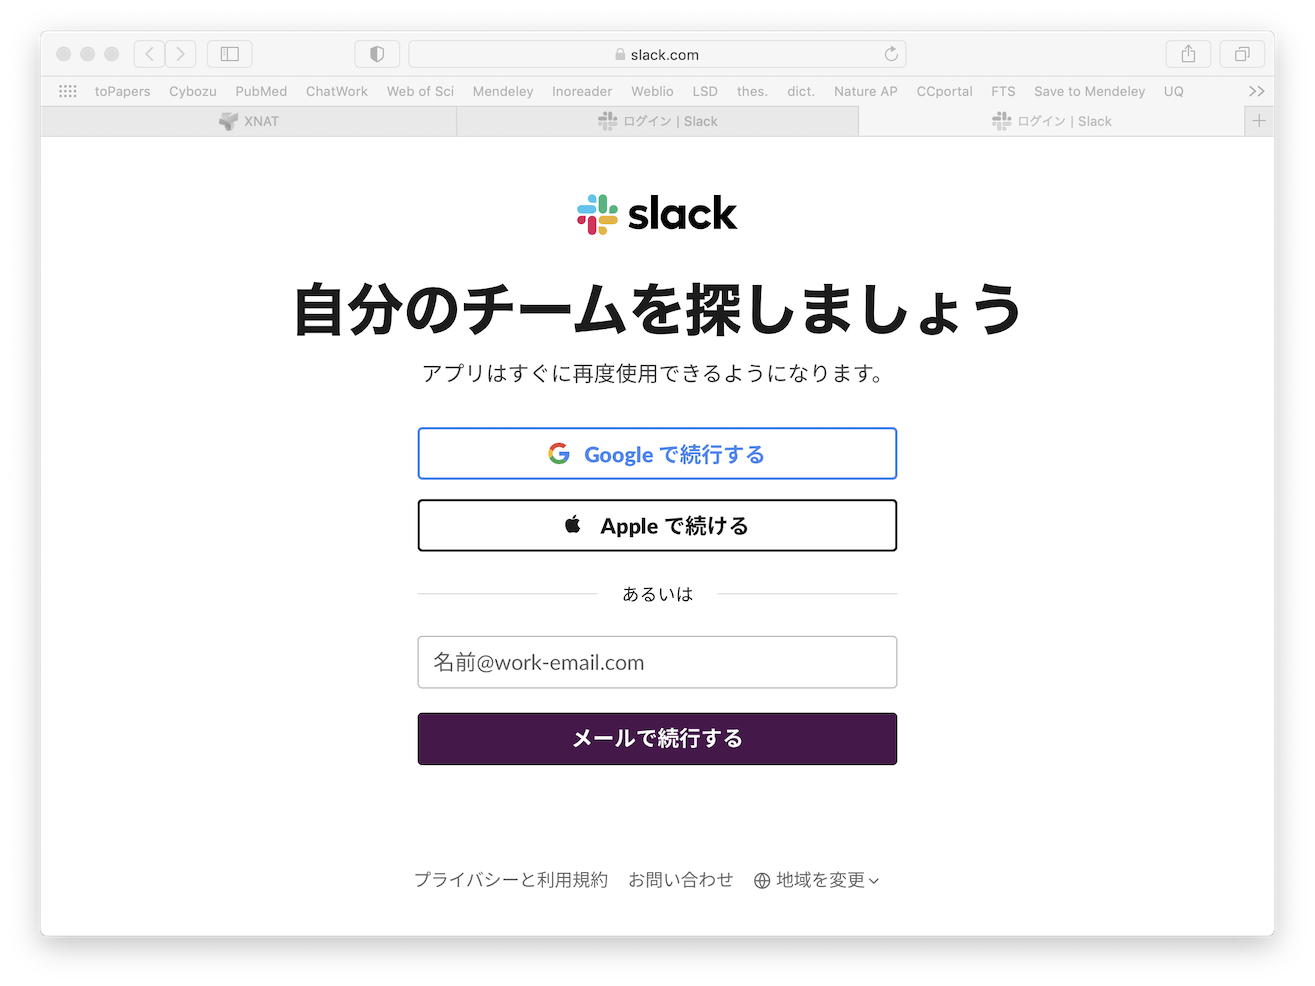 slack.com
toPapers Cybozu PubMed ChatWork Web of Sci Mendeley Inoreader Weblio LSD thes. dict. Nature AP CCportal FTS Save to Mendeley UQ
XNAT ログイン | Slack ログイン | Slack
slack
自分のチームを探しましょう
アプリはすぐに再度使用できるようになります。
Google で続行する
Apple で続ける
あるいは
名前@work-email.com
メールで続行する
プライバシーと利用規約 お問い合わせ 地域を変更